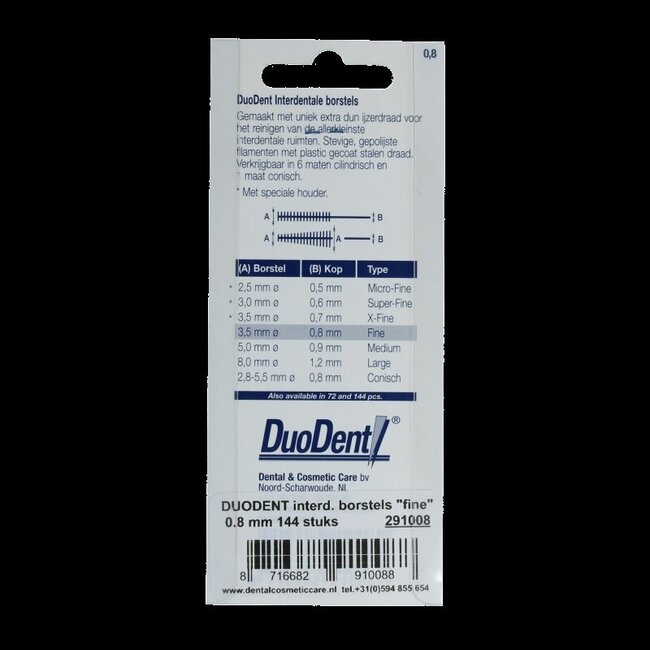 0,8
DuoDent Interdentale borstels
Gemaakt met uniek extra dun ijzerdraad voor
het reinigen van de allerkleinste
interdentale ruimten. Stevige, gepolijste
filamenten met plastic gecoat stalen draad.
Verkrijgbaar in 6 maten cilindrisch en
1 maat conisch.
* Met speciale houder.
A B
A A B
(A) Borstel (B) Kop Type
* 2,5 mm ø 0,5 mm Micro-Fine
* 3,0 mm ø 0,6 mm Super-Fine
* 3,5 mm ø 0,7 mm X-Fine
3,5 mm ø 0,8 mm Fine
5,0 mm ø 0,9 mm Medium
8,0 mm ø 1,2 mm Large
2,8-5,5 mm ø 0,8 mm Conisch
Also available in 72 and 144 pcs.
DuoDent ®
Dental & Cosmetic Care bv
Noord-Scharwoude, NL
DUODENT interd. borstels "fine"
0.8 mm 144 stuks 291008
8 716682 910088
www.dentalcosmeticcare.nl tel.+31(0)594 855 654